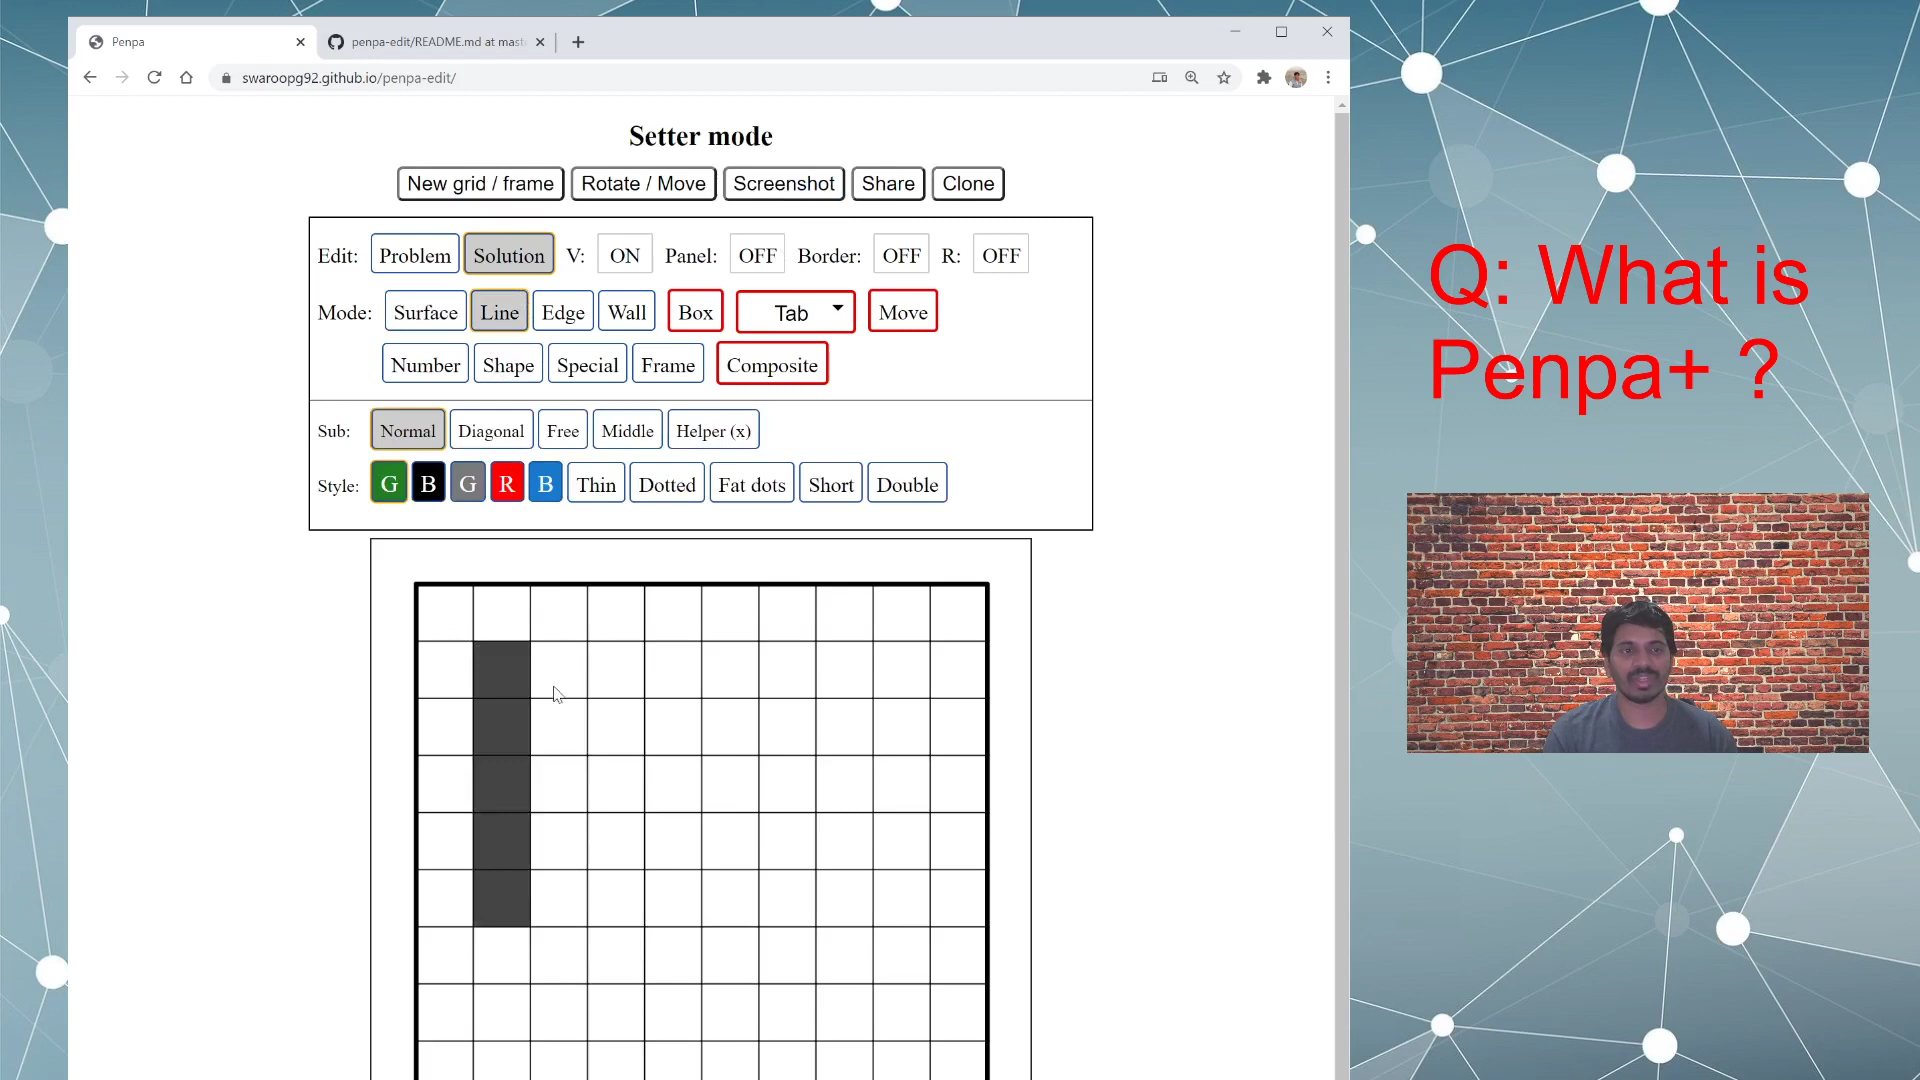 Penpa
penpa-edit/README.md at mast
swaroopg92.github.io/penpa-edit/
Setter mode
New grid / frame Rotate / Move Screenshot Share Clone
Edit: Problem Solution V: ON Panel: OFF Border: OFF R: OFF
Mode: Surface Line Edge Wall Box Tab Move
Number Shape Special Frame Composite
Sub: Normal Diagonal Free Middle Helper (x)
Style: G B G R B Thin Dotted Fat dots Short Double
Q: What is
Penpa+ ?